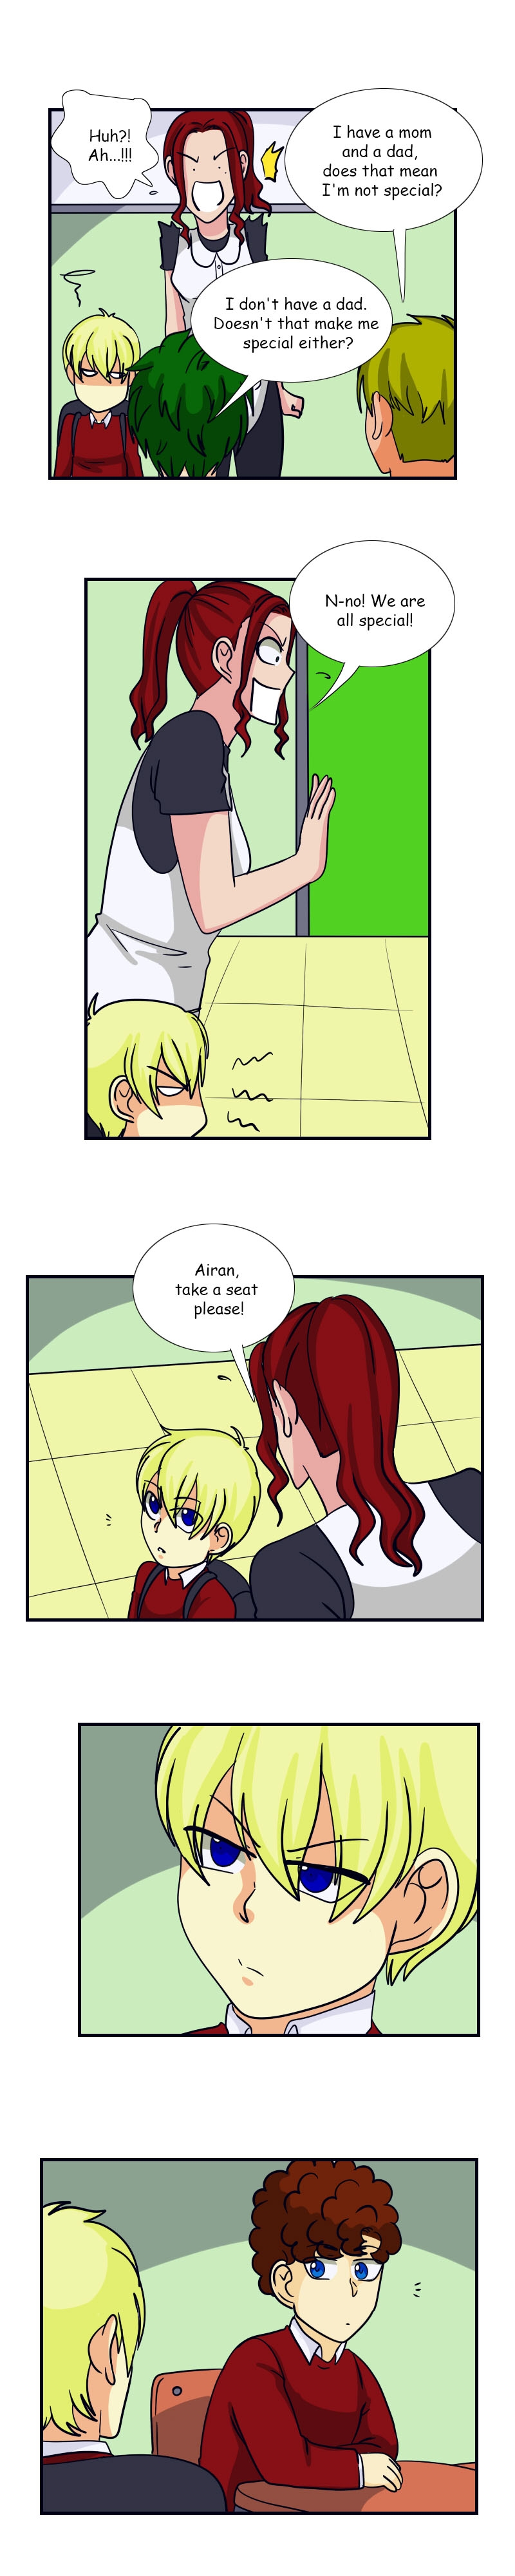 Huh?!
Ah...!!!
I have a mom
and a dad,
does that mean
I'm not special?
I don't have a dad.
Doesn't that make me
special either?
N-no! We are
all special!
Airan,
take a seat
please!